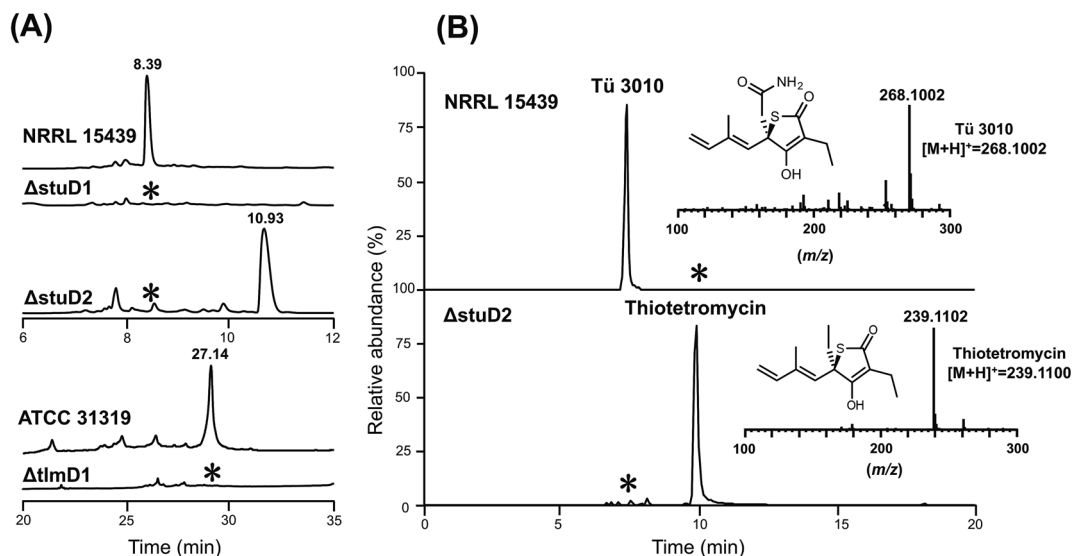 (A)
8.39
NRRL 15439
ΔstuD1
*
10.93
ΔstuD2
*
6 8 10 12
27.14
ATCC 31319
ΔtlmD1
*
20 25 30 35
Time (min)
(B)
Relative abundance (%)
100
75
50
25
100
75
50
25
0
NRRL 15439
Tü 3010
O
NH₂
S
O
OH
268.1002
Tü 3010
[M+H]⁺=268.1002
100 200 300
(m/z)
*
ΔstuD2
Thiotetromycin
S
O
OH
239.1102
Thiotetromycin
[M+H]⁺=239.1100
100 200 300
(m/z)
*
0 5 10 15 20
Time (min)